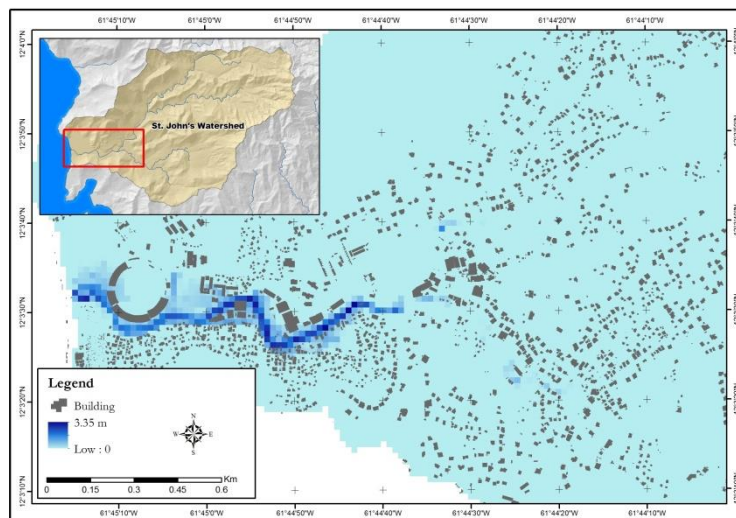 61°45'10"W 61°45'0"W 61°44'50"W 61°44'40"W 61°44'30"W 61°44'20"W 61°44'10"W
St. John's Watershed
12°4'0"N
12°3'50"N
12°3'40"N
12°3'30"N
12°3'20"N
12°3'10"N
Legend
Building
3.35 m
Low : 0
N
W E
S
Km
0 0.15 0.3 0.45 0.6
61°45'10"W 61°45'0"W 61°44'50"W 61°44'40"W 61°44'30"W 61°44'20"W 61°44'10"W